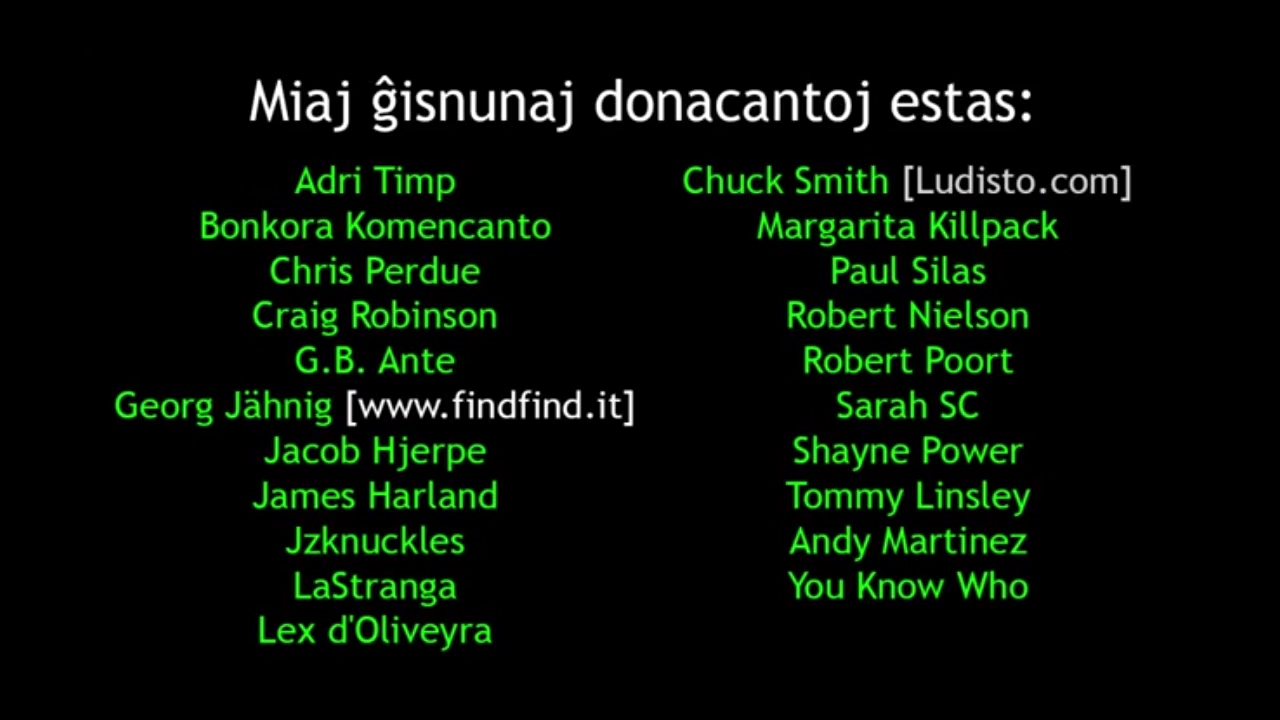 Miaj ĝisnunaj donacantoj estas:
Adri Timp
Bonkora Komencanto
Chris Perdue
Craig Robinson
G.B. Ante
Georg Jähnig [www.findfind.it]
Jacob Hjerpe
James Harland
Jzknuckles
LaStranga
Lex d'Oliveyra
Chuck Smith [Ludisto.com]
Margarita Killpack
Paul Silas
Robert Nielson
Robert Poort
Sarah SC
Shayne Power
Tommy Linsley
Andy Martinez
You Know Who